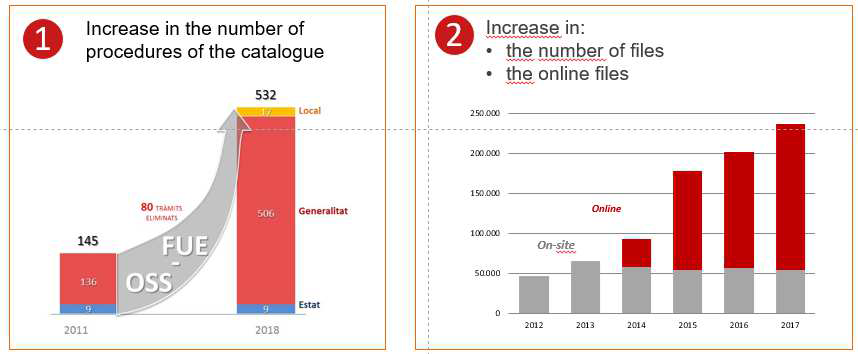 1
Increase in the number of
procedures of the catalogue
532
17
Local
80 TRÀMITS
ELIMINATS
506
Generalitat
145
FUE
-
OSS
136
9
9
Estat
2011
2018
2
Increase in:
• the number of files
• the online files
250.000
200.000
150.000
100.000
50.000
0
Online
On-site
2012
2013
2014
2015
2016
2017